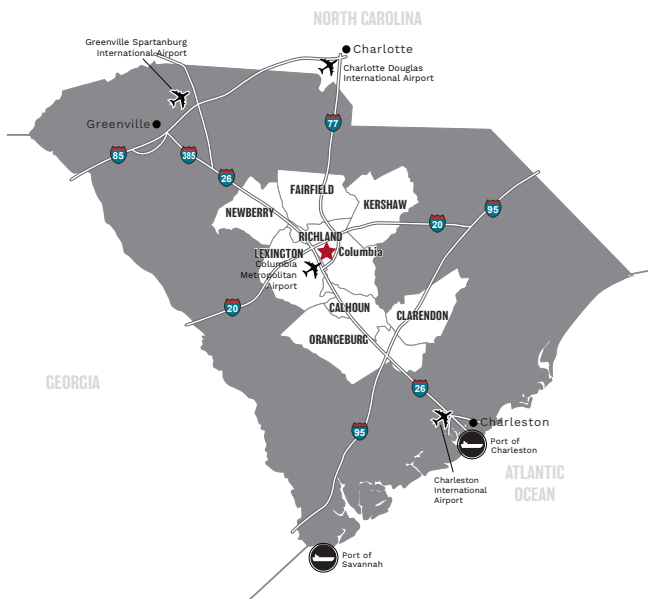 NORTH CAROLINA
Greenville Spartanburg
International Airport
Charlotte
Charlotte Douglas
International Airport
Greenville
77
85
385
26
FAIRFIELD
KERSHAW
NEWBERRY
95
20
RICHLAND
LEXINGTON
Columbia
Columbia
Metropolitan
Airport
20
CALHOUN
CLARENDON
ORANGEBURG
GEORGIA
26
95
Charleston
Port of
Charleston
ATLANTIC
OCEAN
Charleston
International
Airport
Port of
Savannah